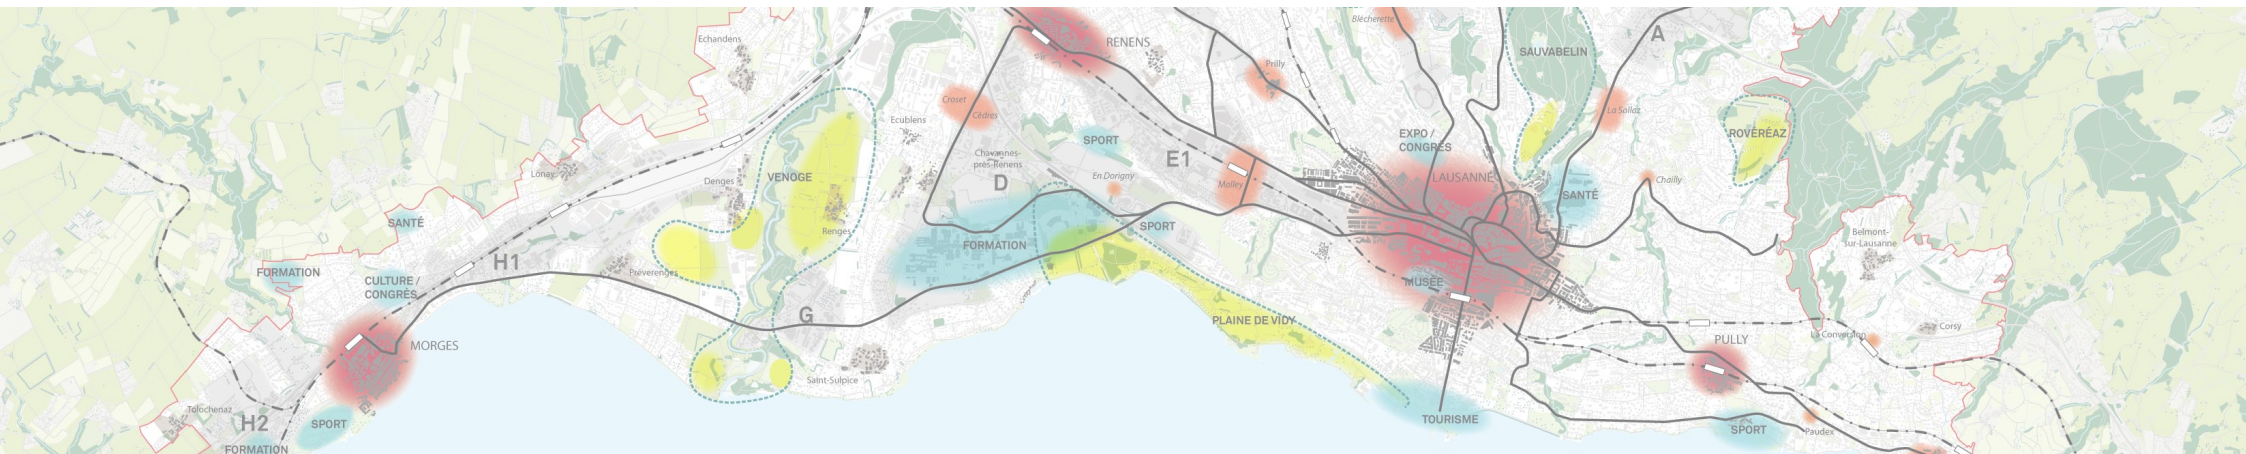 Blécherette
A
Echandens
RENENS
SAUVABELIN
Prilly
Croset
Cèdres
La Sallaz
Ecublens
ROVÉRÉAZ
SPORT
EXPO /
CONGRÈS
Chavannes-
près-Renens
E1
Lonay
Denges
VENOGE
D
En Dorigny
Malley
LAUSANNE
Chailly
SANTÉ
SANTÉ
Renges
SPORT
Belmont-
sur-Lausanne
FORMATION
H1
FORMATION
Préverenges
CULTURE /
CONGRÈS
MUSÉE
G
PLAINE DE VIDY
Corsy
La Conversion
MORGES
PULLY
Saint-Sulpice
Tolochenaz
H2
SPORT
TOURISME
SPORT
Paudex
FORMATION